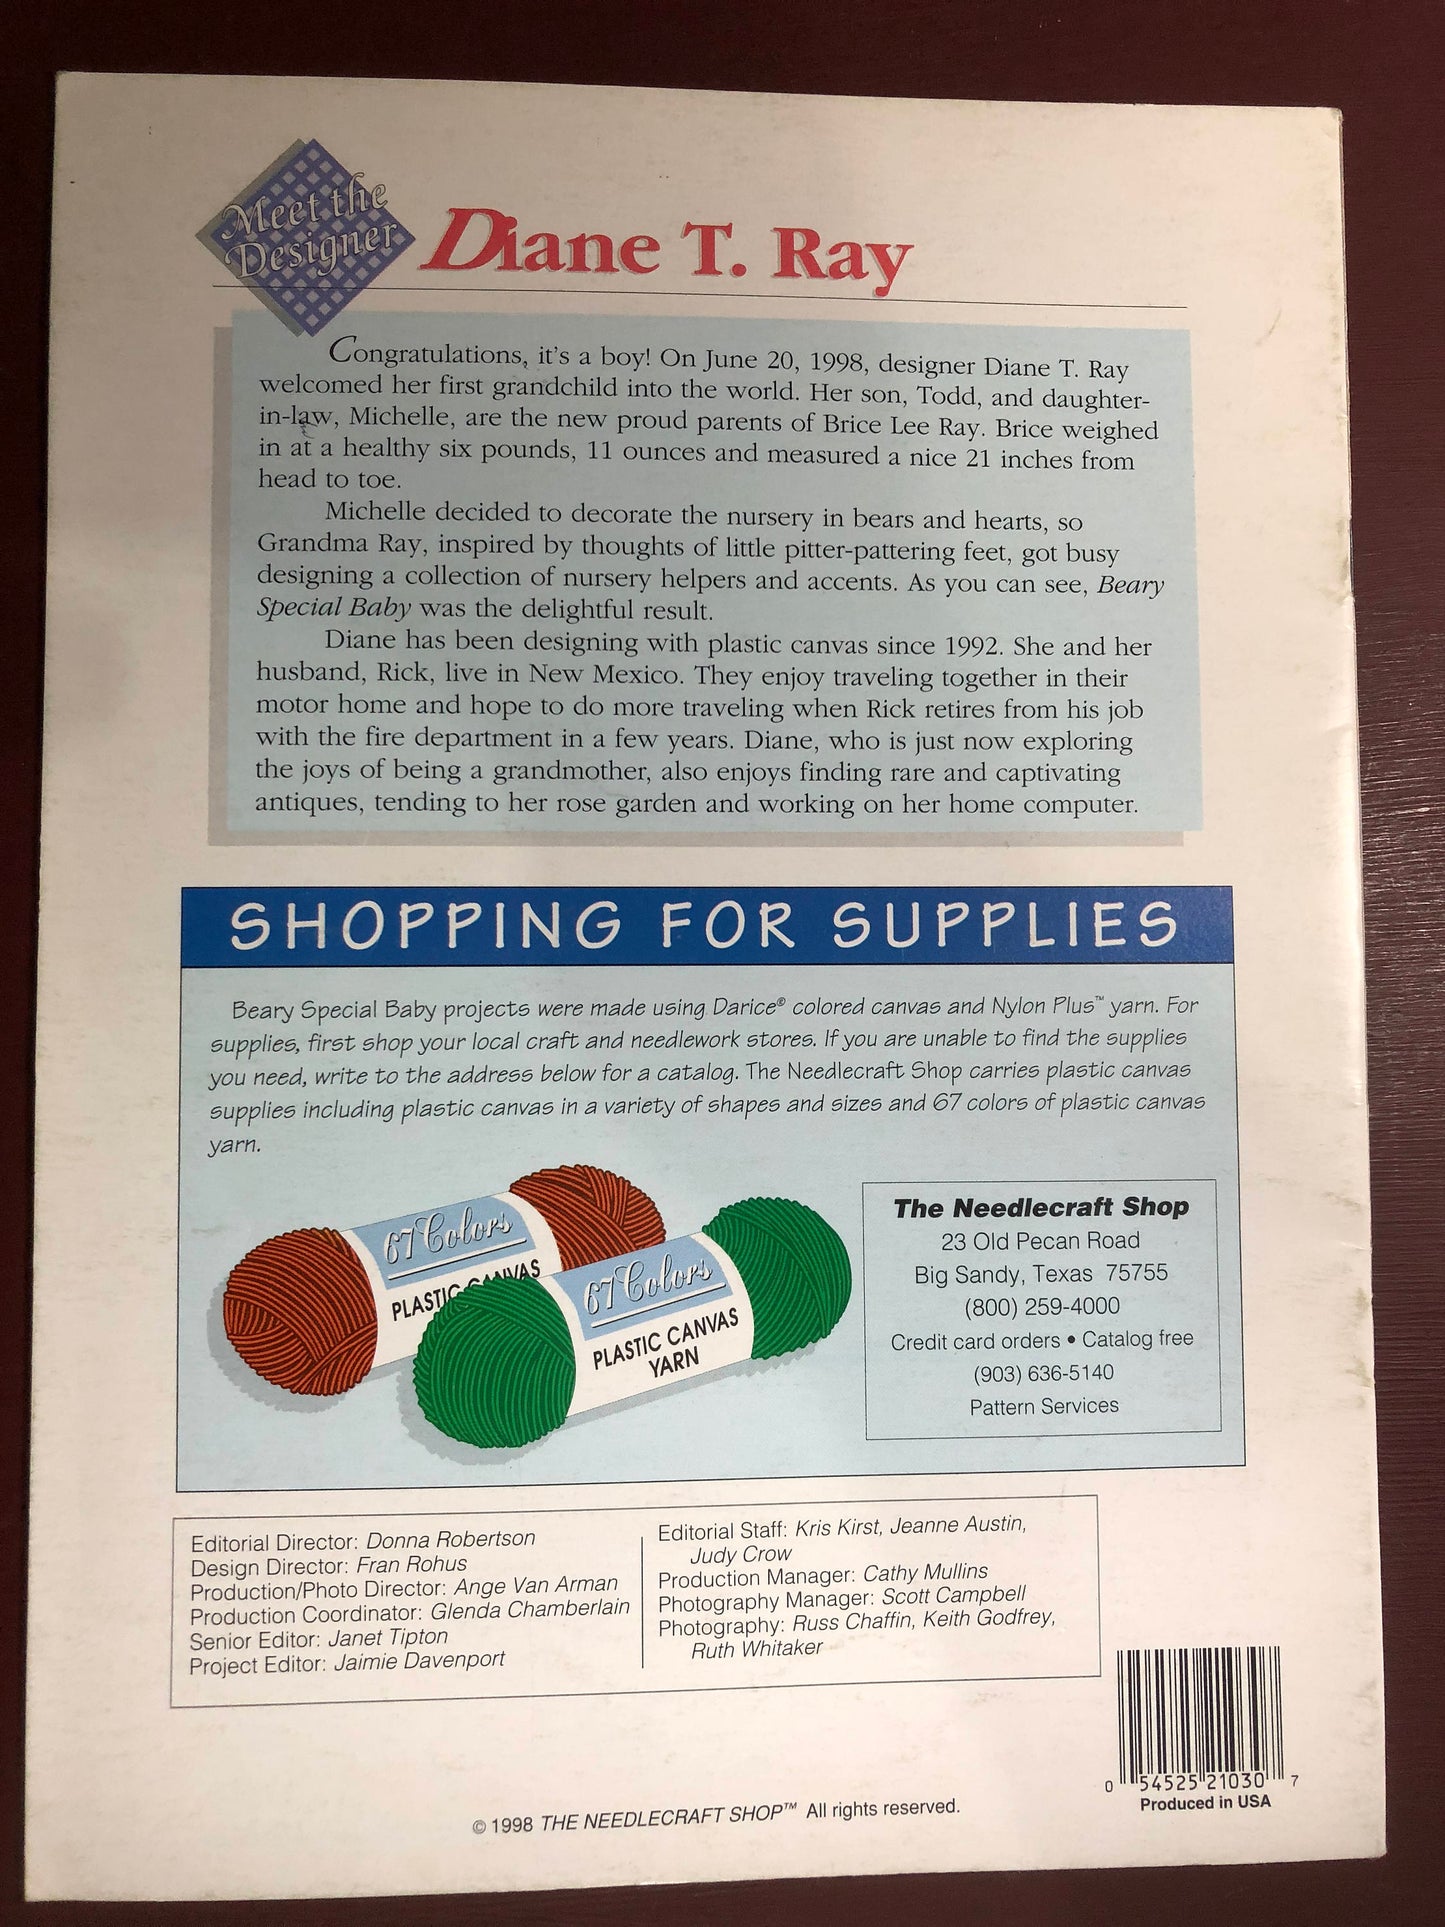 Meet the
Designer
Diane T. Ray
Congratulations, it's a boy! On June 20, 1998, designer Diane T. Ray
welcomed her first grandchild into the world. Her son, Todd, and daughter-
in-law, Michelle, are the new proud parents of Brice Lee Ray. Brice weighed
in at a healthy six pounds, 11 ounces and measured a nice 21 inches from
head to toe.
Michelle decided to decorate the nursery in bears and hearts, so
Grandma Ray, inspired by thoughts of little pitter-pattering feet, got busy
designing a collection of nursery helpers and accents. As you can see, Beary
Special Baby was the delightful result.
Diane has been designing with plastic canvas since 1992. She and her
husband, Rick, live in New Mexico. They enjoy traveling together in their
motor home and hope to do more traveling when Rick retires from his job
with the fire department in a few years. Diane, who is just now exploring
the joys of being a grandmother, also enjoys finding rare and captivating
antiques, tending to her rose garden and working on her home computer.
SHOPPING FOR SUPPLIES
Beary Special Baby projects were made using Darice® colored canvas and Nylon Plus™ yarn. For
supplies, first shop your local craft and needlework stores. If you are unable to find the supplies
you need, write to the address below for a catalog. The Needlecraft Shop carries plastic canvas
supplies including plastic canvas in a variety of shapes and sizes and 67 colors of plastic canvas
yarn.
67 Colors
PLASTIC CANVAS
67 Colors
PLASTIC CANVAS
YARN
The Needlecraft Shop
23 Old Pecan Road
Big Sandy, Texas 75755
(800) 259-4000
Credit card orders • Catalog free
(903) 636-5140
Pattern Services
Editorial Director: Donna Robertson
Design Director: Fran Rohus
Production/Photo Director: Ange Van Arman
Production Coordinator: Glenda Chamberlain
Senior Editor: Janet Tipton
Project Editor: Jaimie Davenport
Editorial Staff: Kris Kirst, Jeanne Austin,
Judy Crow
Production Manager: Cathy Mullins
Photography Manager: Scott Campbell
Photography: Russ Chaffin, Keith Godfrey,
Ruth Whitaker
0 54525 21030 7
Produced in USA
© 1998 THE NEEDLECRAFT SHOP™ All rights reserved.